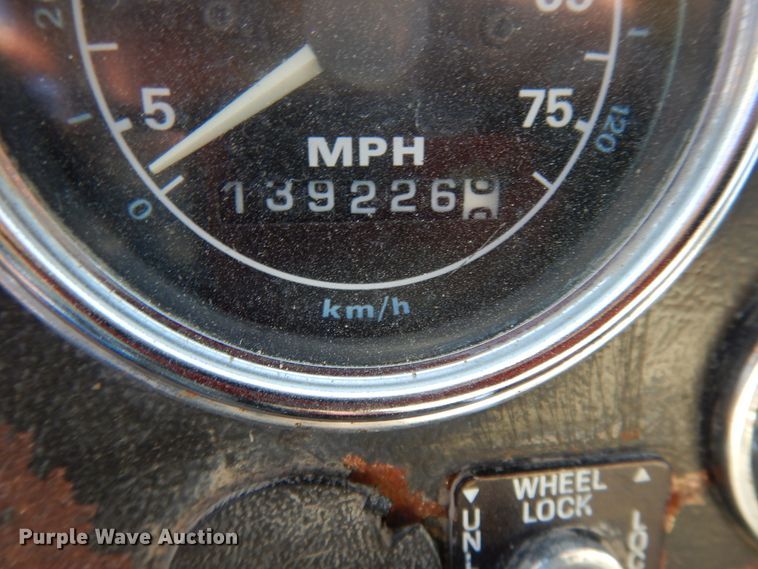 5
75
120
MPH
139226
0
km/h
WHEEL
LOCK
Purple Wave Auction